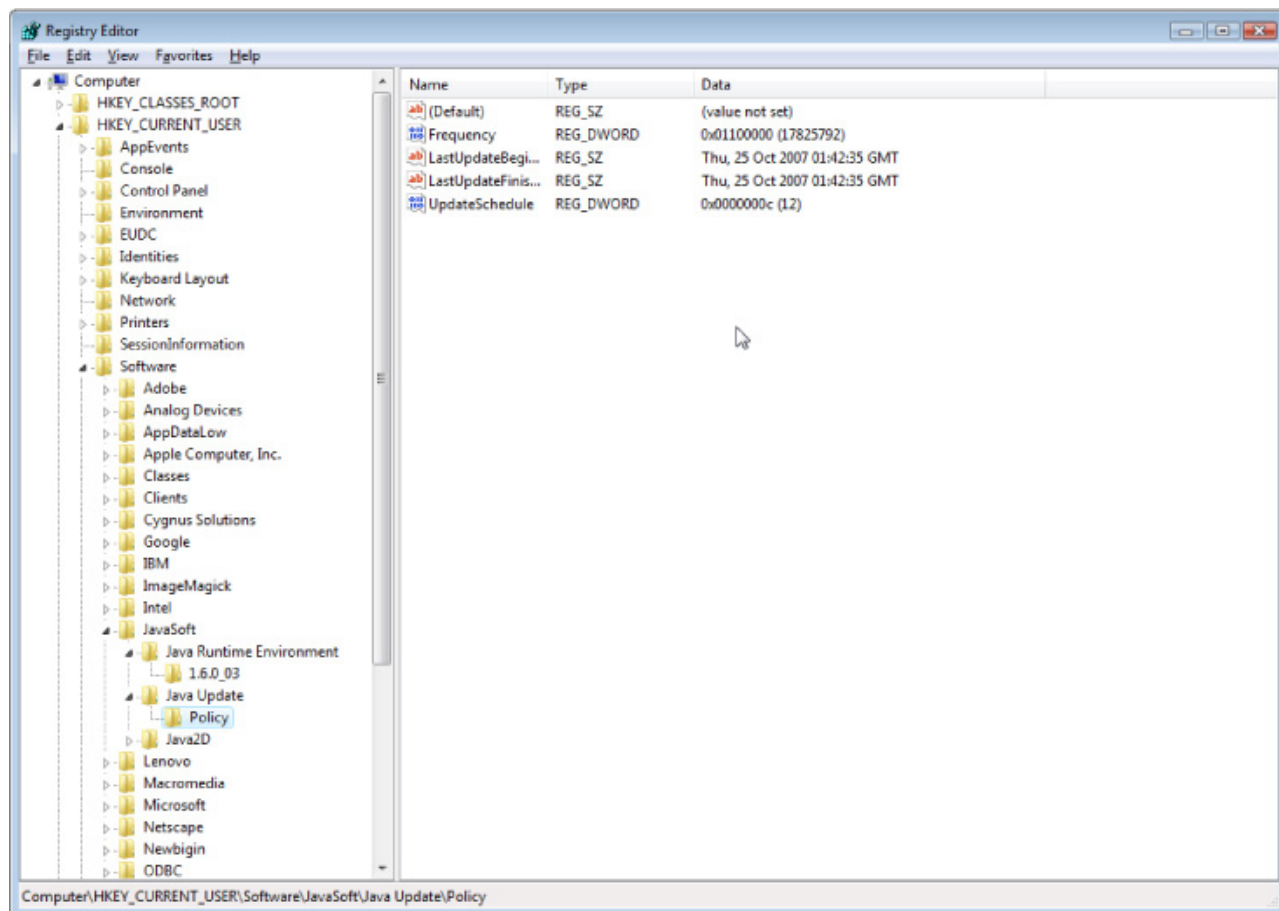 Registry Editor
File Edit View Favorites Help
Computer
HKEY_CLASSES_ROOT
HKEY_CURRENT_USER
AppEvents
Console
Control Panel
Environment
EUDC
Identities
Keyboard Layout
Network
Printers
SessionInformation
Software
Adobe
Analog Devices
AppDataLow
Apple Computer, Inc.
Classes
Clients
Cygnus Solutions
Google
IBM
ImageMagick
Intel
JavaSoft
Java Runtime Environment
1.6.0_03
Java Update
Policy
Java2D
Lenovo
Macromedia
Microsoft
Netscape
Newbigin
ODBC
Name Type Data
(Default) REG_SZ (value not set)
Frequency REG_DWORD 0x01100000 (17825792)
LastUpdateBegi... REG_SZ Thu, 25 Oct 2007 01:42:35 GMT
LastUpdateFinis... REG_SZ Thu, 25 Oct 2007 01:42:35 GMT
UpdateSchedule REG_DWORD 0x0000000c (12)
Computer\HKEY_CURRENT_USER\Software\JavaSoft\Java Update\Policy